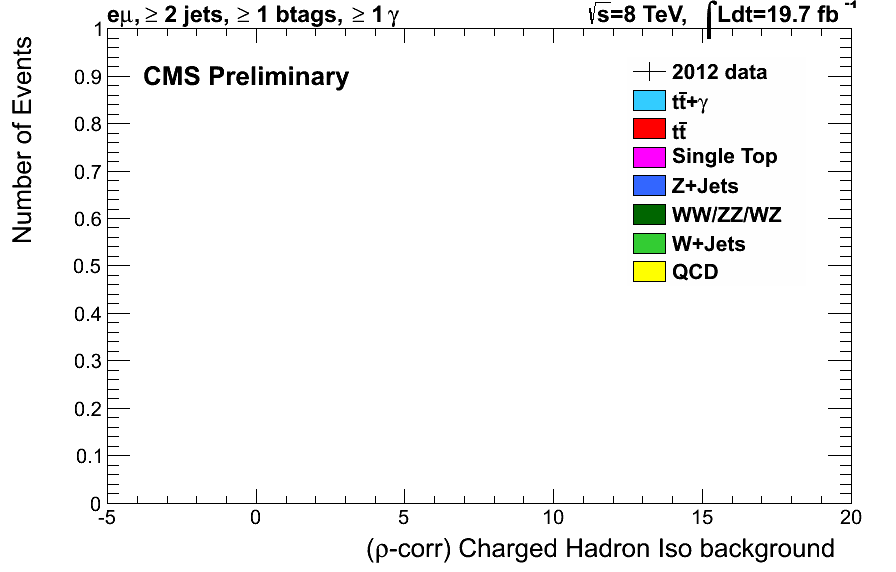 eμ, ≥ 2 jets, ≥ 1 btags, ≥ 1 γ
√s=8 TeV, ∫Ldt=19.7 fb⁻¹
CMS Preliminary
2012 data
tt̄+γ
tt̄
Single Top
Z+Jets
WW/ZZ/WZ
W+Jets
QCD
Number of Events
1
0.9
0.8
0.7
0.6
0.5
0.4
0.3
0.2
0.1
0
-5 0 5 10 15 20
(ρ-corr) Charged Hadron Iso background